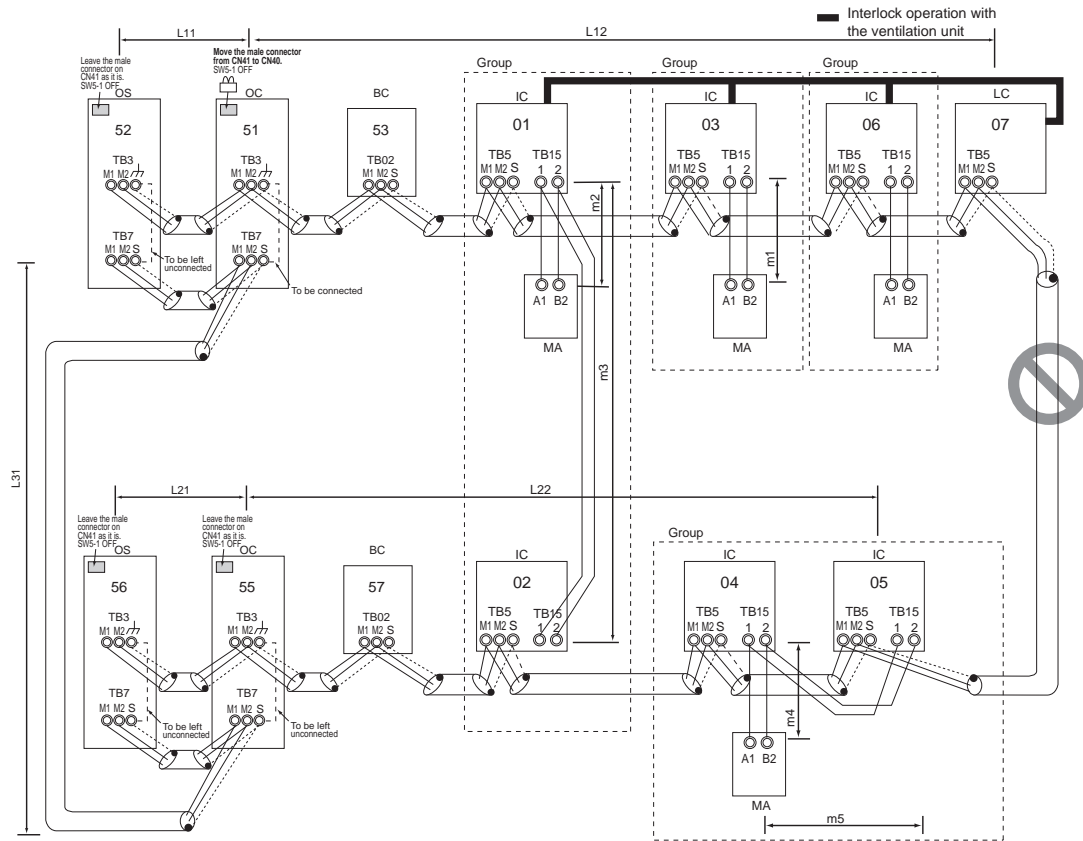 Interlock operation with
the ventilation unit
L11
L12
Leave the male
connector on
CN41 as it is.
SW5-1 OFF
Move the male connector
from CN41 to CN40.
SW5-1 OFF
OS
OC
BC
Group
Group
Group
IC
IC
IC
LC
52
51
53
01
03
06
07
TB3
M1 M2
TB3
M1 M2
TB02
M1 M2 S
TB5
M1 M2 S
TB15
1 2
TB5
M1 M2 S
TB15
1 2
TB5
M1 M2 S
TB15
1 2
TB5
M1 M2 S
TB7
M1 M2 S
To be left
unconnected
TB7
M1 M2 S
To be connected
m2
m1
m3
A1 B2
MA
A1 B2
MA
A1 B2
MA
L31
L21
L22
Leave the male
connector on
CN41 as it is.
SW5-1 OFF
Leave the male
connector on
CN41 as it is.
SW5-1 OFF
OS
OC
BC
IC
Group
IC
IC
56
55
57
02
04
05
TB3
M1 M2
TB3
M1 M2
TB02
M1 M2 S
TB5
M1 M2 S
TB15
1 2
TB5
M1 M2 S
TB15
1 2
TB5
M1 M2 S
TB15
1 2
TB7
M1 M2 S
To be left
unconnected
TB7
M1 M2 S
To be left
unconnected
m4
A1 B2
MA
m5